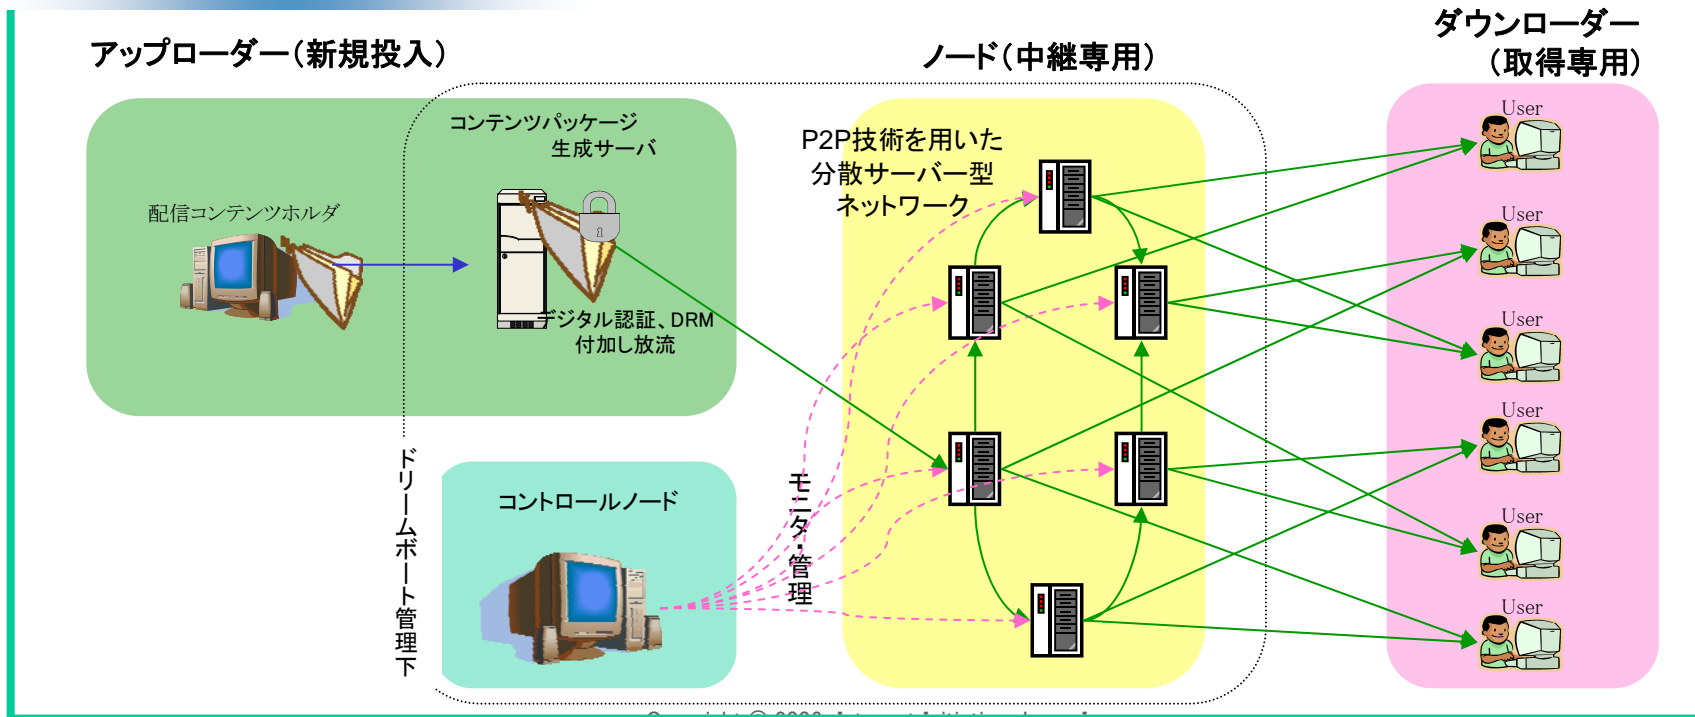 アップローダー（新規投入）
ノード（中継専用）
ダウンローダー
（取得専用）
コンテンツパッケージ
生成サーバ
配信コンテンツホルダ
デジタル認証、DRM
付加し放流
P2P技術を用いた
分散サーバー型
ネットワーク
コントロールノード
モニタ・管理
ドリームボート管理下
User
User
User
User
User
User